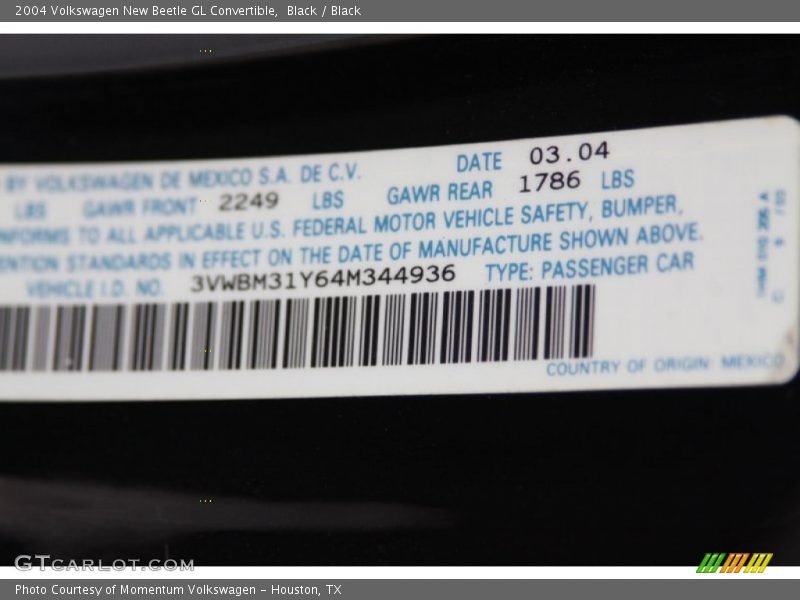 2004 Volkswagen New Beetle GL Convertible, Black / Black
BY VOLKSWAGEN DE MEXICO S.A. DE C.V. DATE 03.04
LBS GAWR FRONT 2249 LBS GAWR REAR 1786 LBS
NFORMS TO ALL APPLICABLE U.S. FEDERAL MOTOR VEHICLE SAFETY, BUMPER,
ENTION STANDARDS IN EFFECT ON THE DATE OF MANUFACTURE SHOWN ABOVE.
VEHICLE I.D. NO. 3VWBM31Y64M344936 TYPE: PASSENGER CAR
COUNTRY OF ORIGIN MEXICO
GTCARLOT.COM
Photo Courtesy of Momentum Volkswagen - Houston, TX